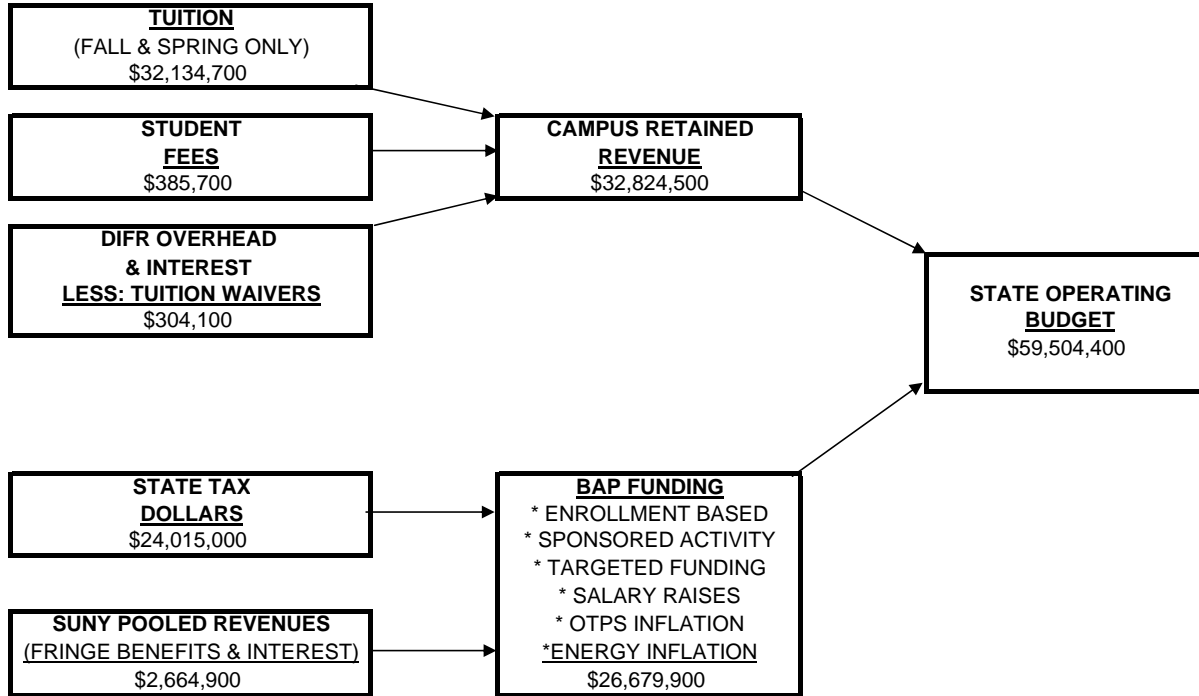 TUITION
(FALL & SPRING ONLY)
$32,134,700
STUDENT
FEES
$385,700
DIFR OVERHEAD
& INTEREST
LESS: TUITION WAIVERS
$304,100
CAMPUS RETAINED
REVENUE
$32,824,500
STATE OPERATING
BUDGET
$59,504,400
STATE TAX
DOLLARS
$24,015,000
SUNY POOLED REVENUES
(FRINGE BENEFITS & INTEREST)
$2,664,900
BAP FUNDING
* ENROLLMENT BASED
* SPONSORED ACTIVITY
* TARGETED FUNDING
* SALARY RAISES
* OTPS INFLATION
*ENERGY INFLATION
$26,679,900